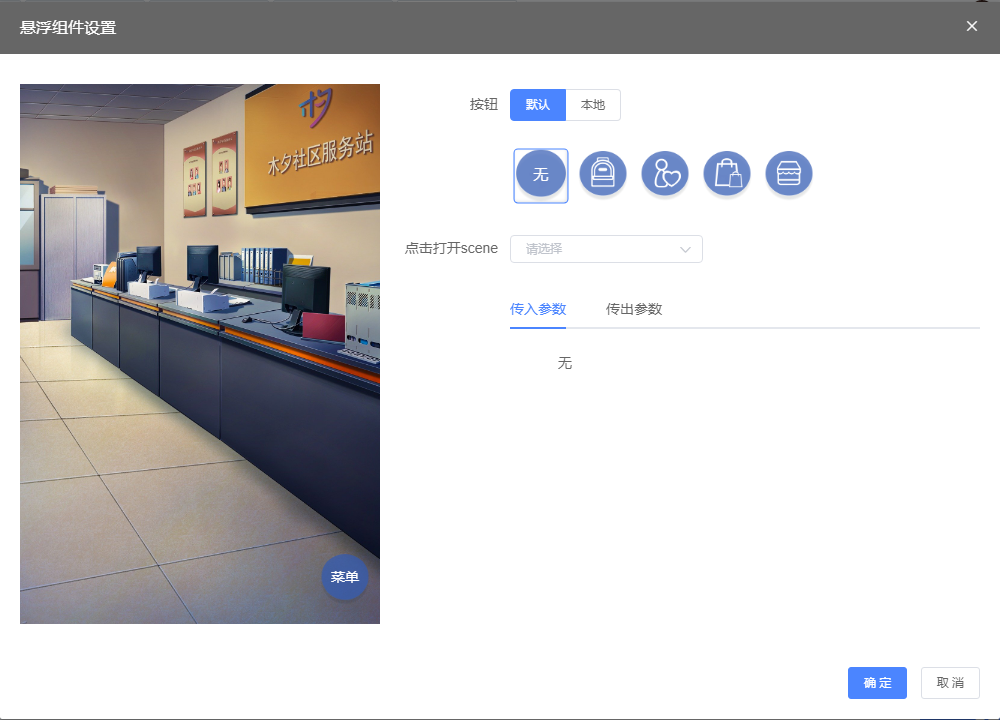 悬浮组件设置
按钮
默认
本地
无
点击打开scene
请选择
传入参数
传出参数
无
木夕社区服务站
菜单
确定
取消